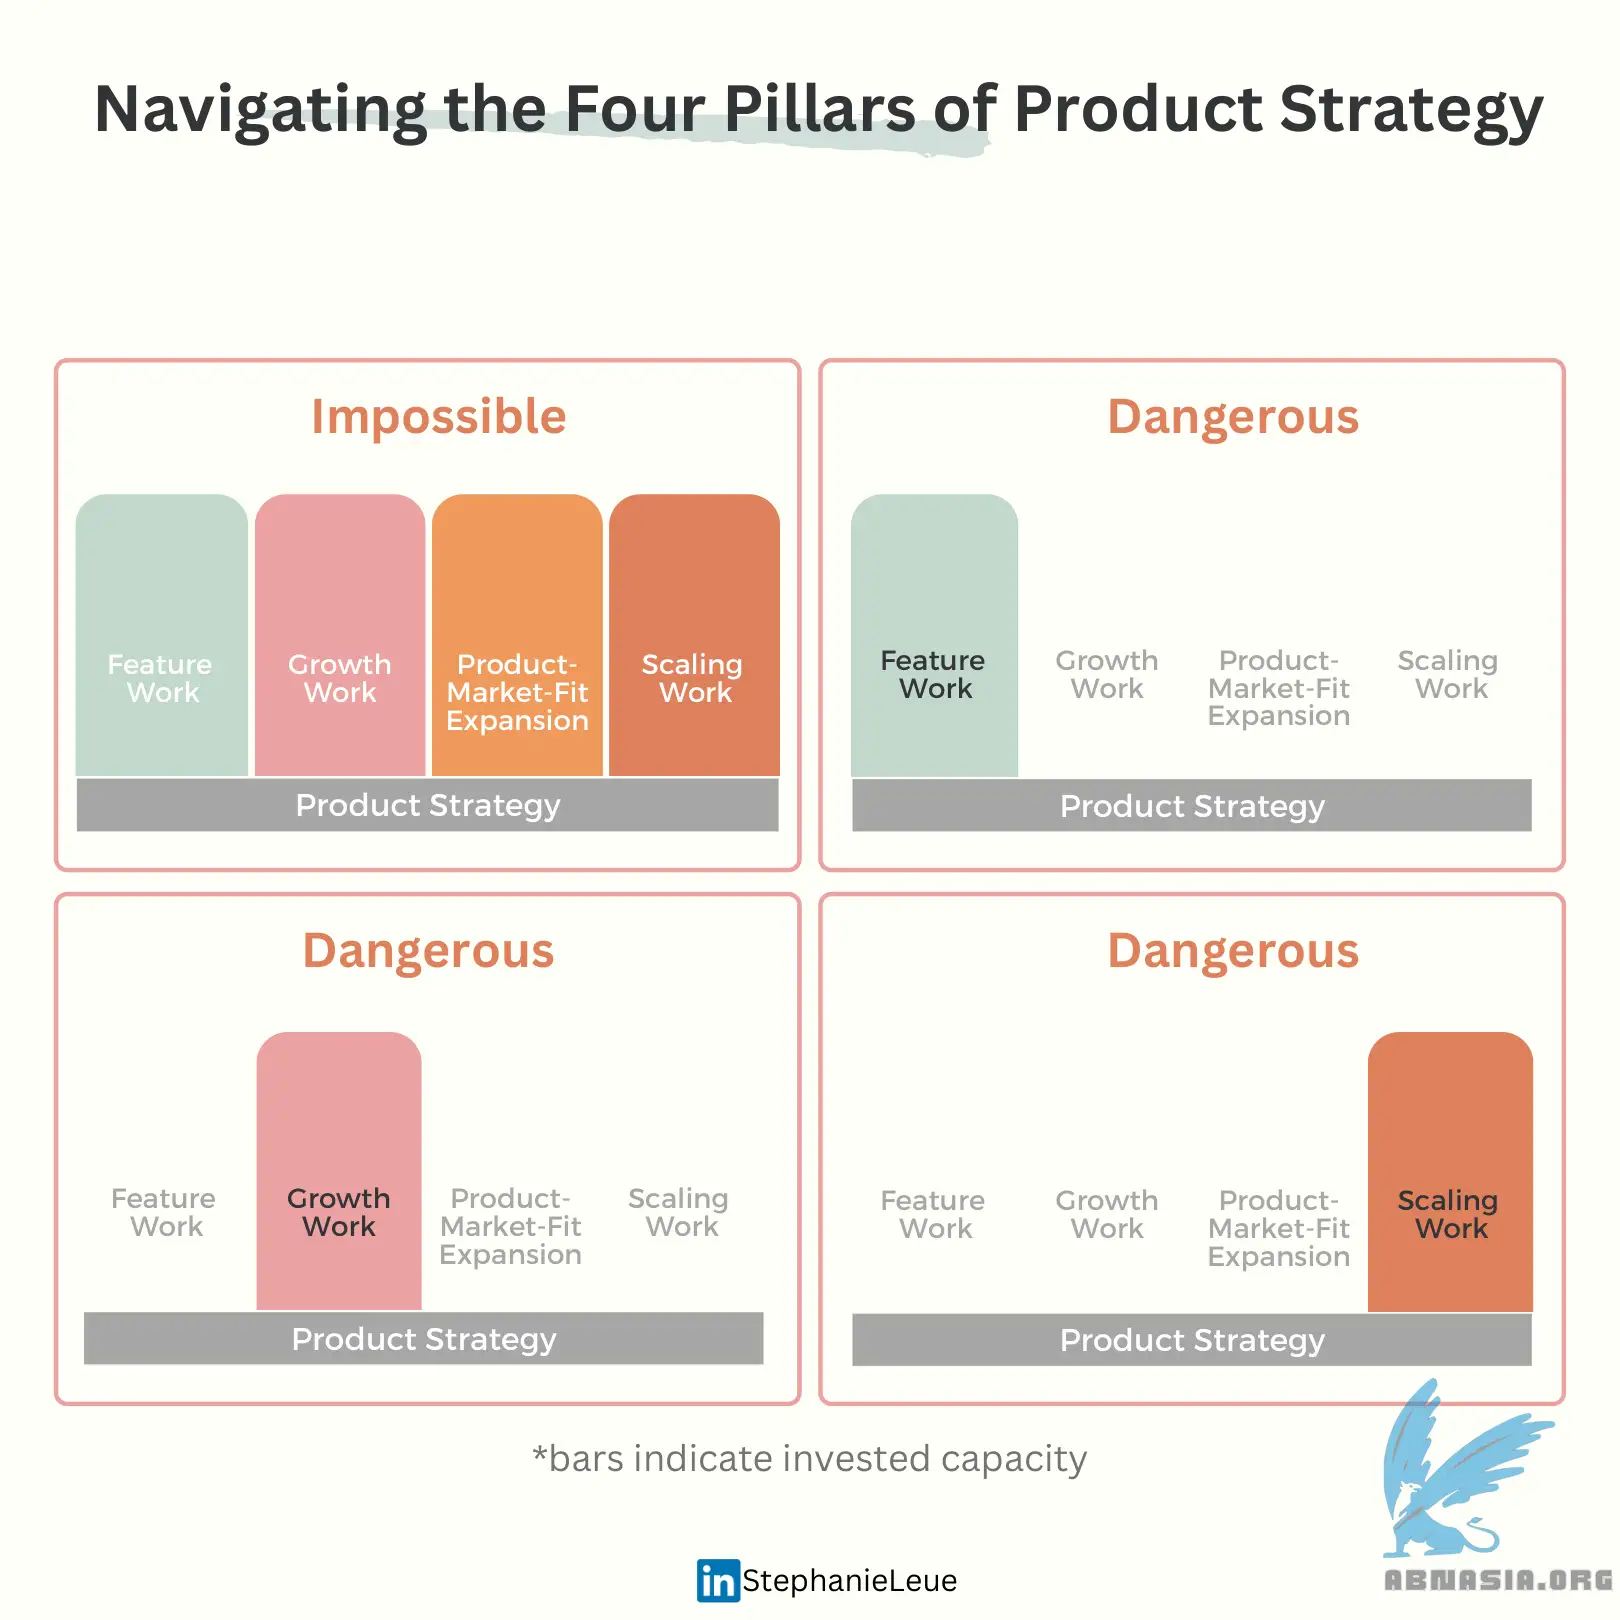 Navigating the Four Pillars of Product Strategy
Impossible
Feature
Work
Growth
Work
Product-
Market-Fit
Expansion
Scaling
Work
Product Strategy
Dangerous
Feature
Work
Growth
Work
Product-
Market-Fit
Expansion
Scaling
Work
Product Strategy
Dangerous
Feature
Work
Growth
Work
Product-
Market-Fit
Expansion
Scaling
Work
Product Strategy
Dangerous
Feature
Work
Growth
Work
Product-
Market-Fit
Expansion
Scaling
Work
Product Strategy
*bars indicate invested capacity
in StephanieLeue
ABNASIA.ORG